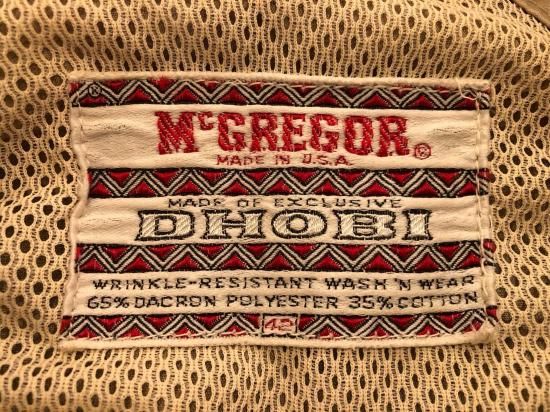 ®
McGREGOR®
MADE IN U.S.A.
MADE OF EXCLUSIVE
DHOBI
WRINKLE-RESISTANT WASH 'N WEAR
65% DACRON POLYESTER 35% COTTON
42